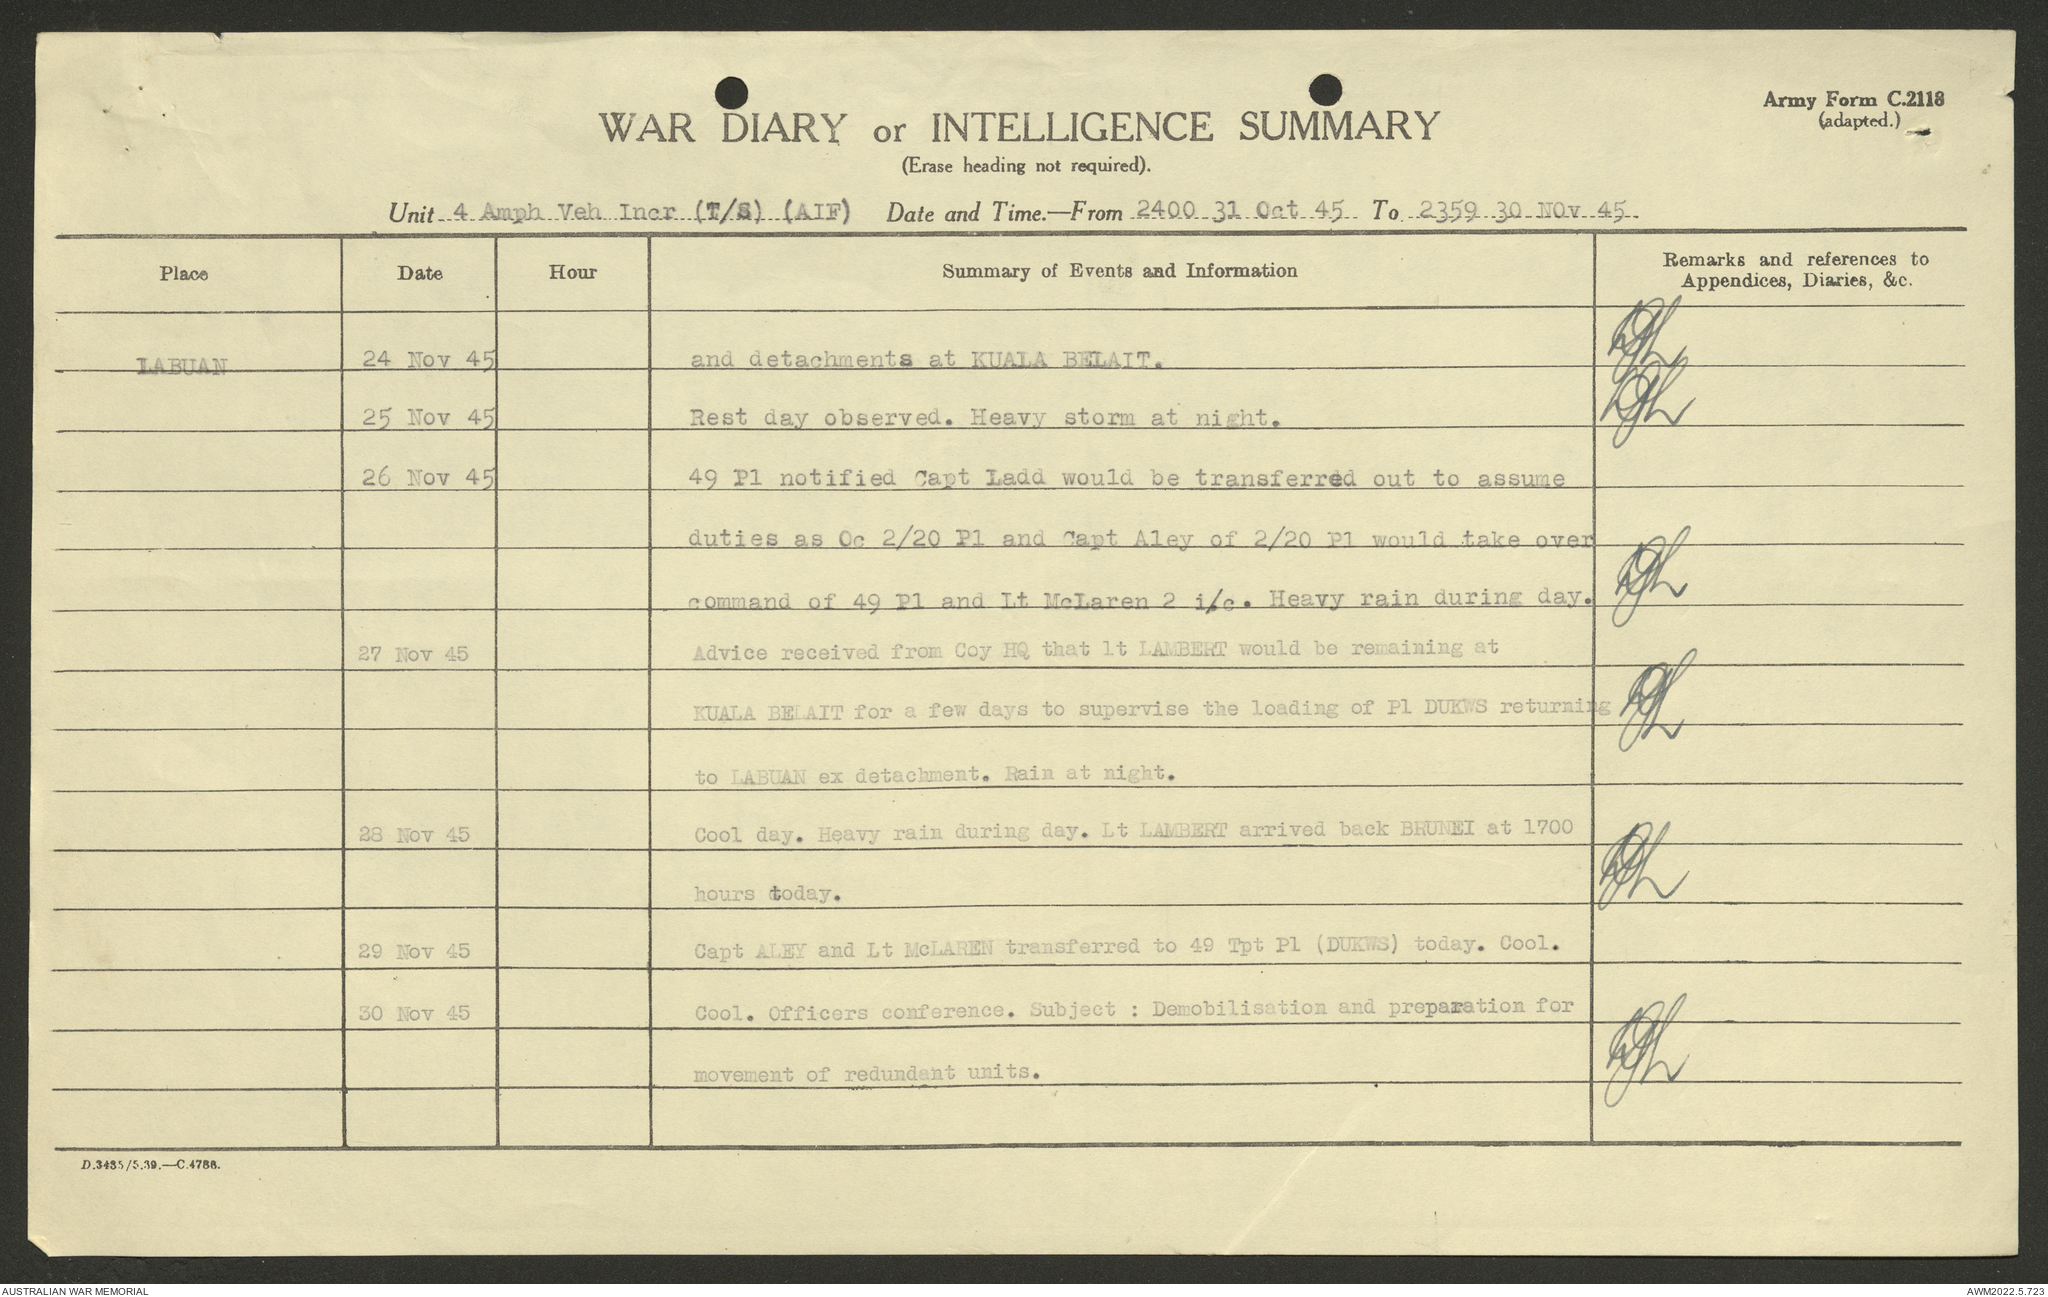 Army Form C.2118
(adapted.)
WAR DIARY or INTELLIGENCE SUMMARY
(Erase heading not required).
Unit 4 Amph Veh Incr (T/S) (AIF) Date and Time.—From 2400 31 Oct 45 To 2359 30 NOv 45
Place Date Hour Summary of Events and Information Remarks and references to
Appendices, Diaries, &c.
LABUAN 24 Nov 45 and detachments at KUALA BELAIT.
25 Nov 45 Rest day observed. Heavy storm at night.
26 Nov 45 49 Pl notified Capt Ladd would be transferred out to assume
duties as Oc 2/20 Pl and Capt Aley of 2/20 Pl would take over
command of 49 Pl and Lt McLaren 2 i/c. Heavy rain during day.
27 Nov 45 Advice received from Coy HQ that lt LAMBERT would be remaining at
KUALA BELAIT for a few days to supervise the loading of Pl DUKWS returning
to LABUAN ex detachment. Rain at night.
28 Nov 45 Cool day. Heavy rain during day. Lt LAMBERT arrived back BRUNEI at 1700
hours today.
29 Nov 45 Capt ALEY and Lt McLAREN transferred to 49 Tpt Pl (DUKWS) today. Cool.
30 Nov 45 Cool. Officers conference. Subject : Demobilisation and preparation for
movement of redundant units.
D.3435/5.39.—C.4786.
AUSTRALIAN WAR MEMORIAL AWM2022.5.723